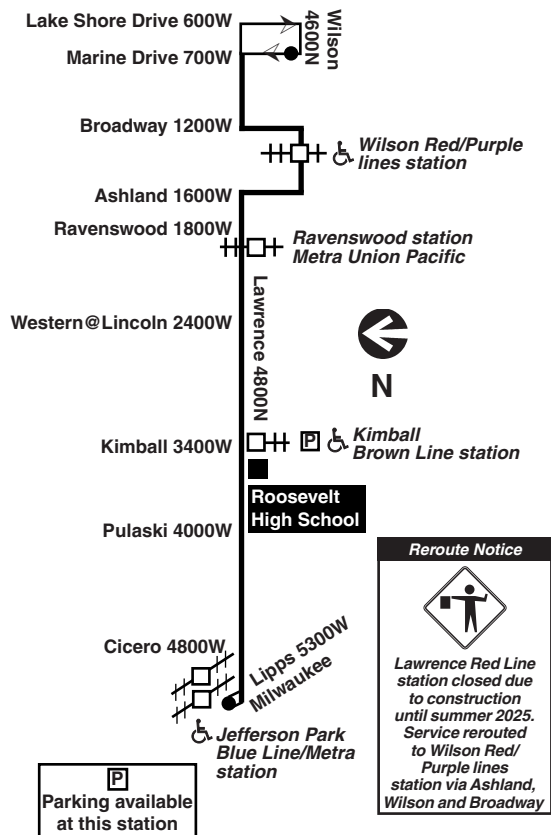 Lake Shore Drive 600W
Wilson
4600N
Marine Drive 700W
Broadway 1200W
Wilson Red/Purple
lines station
Ashland 1600W
Ravenswood 1800W
Ravenswood station
Metra Union Pacific
Lawrence 4800N
Western@Lincoln 2400W
N
Kimball 3400W
P
Kimball
Brown Line station
Roosevelt
High School
Pulaski 4000W
Reroute Notice
Lawrence Red Line
station closed due
to construction
until summer 2025.
Service rerouted
to Wilson Red/
Purple lines
station via Ashland,
Wilson and Broadway
Cicero 4800W
Lipps 5300W
Milwaukee
Jefferson Park
Blue Line/Metra
station
P
Parking available
at this station